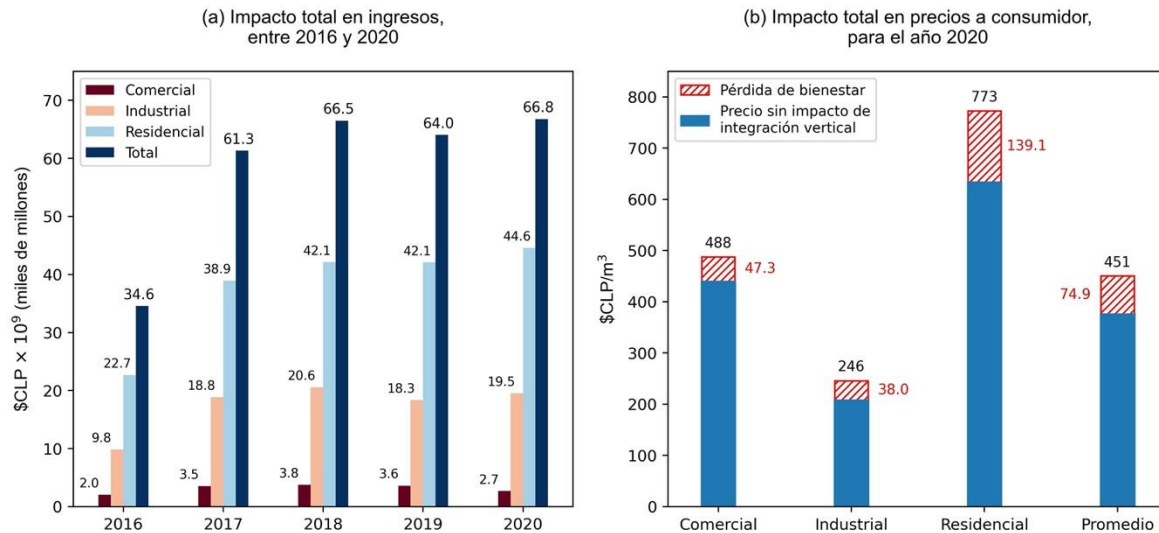 (a) Impacto total en ingresos,
entre 2016 y 2020
$CLP × 10⁹ (miles de millones)
70
60
50
40
30
20
10
0
Comercial
Industrial
Residencial
Total
2.0
9.8
22.7
34.6
3.5
18.8
38.9
61.3
3.8
20.6
42.1
66.5
3.6
18.3
42.1
64.0
2.7
19.5
44.6
66.8
2016
2017
2018
2019
2020
(b) Impacto total en precios a consumidor,
para el año 2020
$CLP/m³
800
700
600
500
400
300
200
100
0
Pérdida de bienestar
Precio sin impacto de
integración vertical
488
47.3
246
38.0
773
139.1
451
74.9
Comercial
Industrial
Residencial
Promedio